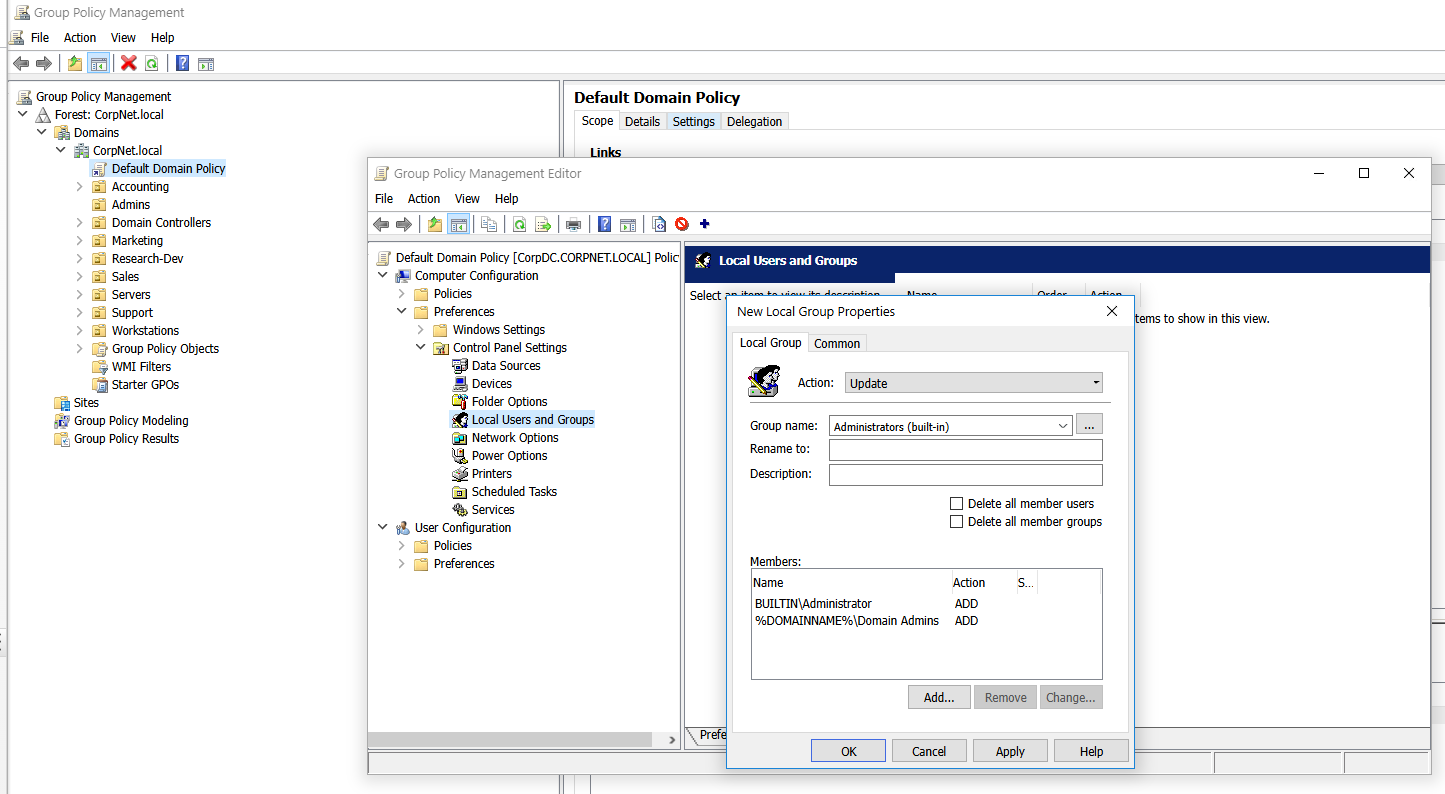 Group Policy Management
File Action View Help
Group Policy Management
Forest: CorpNet.local
Domains
CorpNet.local
Default Domain Policy
Accounting
Admins
Domain Controllers
Marketing
Research-Dev
Sales
Servers
Support
Workstations
Group Policy Objects
WMI Filters
Starter GPOs
Sites
Group Policy Modeling
Group Policy Results
Default Domain Policy
Scope Details Settings Delegation
Links
Group Policy Management Editor
File Action View Help
Default Domain Policy [CorpDC.CORPNET.LOCAL] Policy
Computer Configuration
Policies
Preferences
Windows Settings
Control Panel Settings
Data Sources
Devices
Folder Options
Local Users and Groups
Network Options
Power Options
Printers
Scheduled Tasks
Services
User Configuration
Policies
Preferences
Local Users and Groups
Select an item to view its description. Name Order Action
tems to show in this view.
Prefe
New Local Group Properties
Local Group Common
Action: Update
Group name: Administrators (built-in) ...
Rename to:
Description:
Delete all member users
Delete all member groups
Members:
Name Action S...
BUILTIN\Administrator ADD
%DOMAINNAME%\Domain Admins ADD
Add... Remove Change...
OK Cancel Apply Help